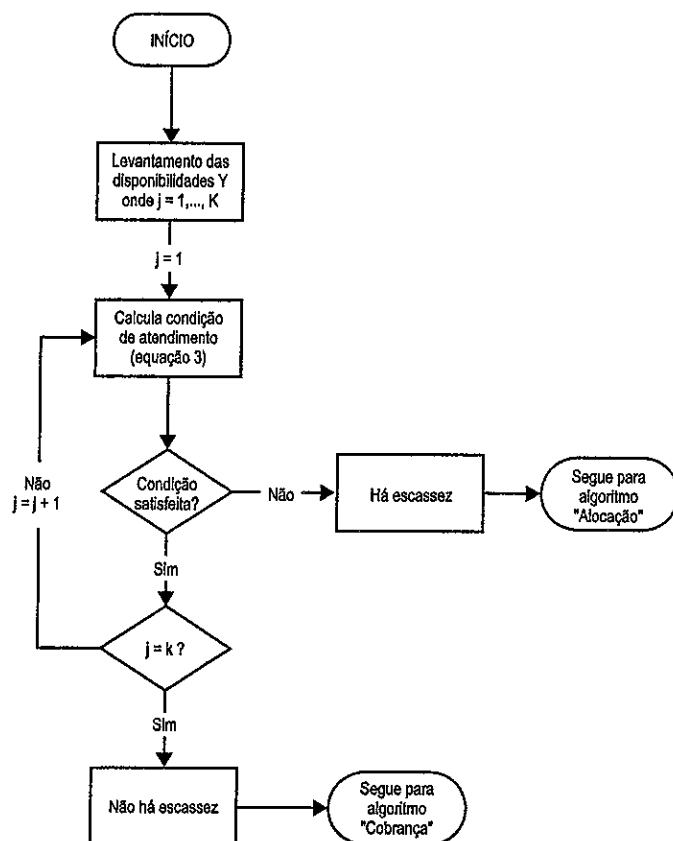 INÍCIO
Levantamento das
disponibilidades Y
onde j = 1,..., K
j = 1
Calcula condição
de atendimento
(equação 3)
Não
j = j + 1
Condição
satisfeita?
Não
Há escassez
Segue para
algoritmo
"Alocação"
Sim
j = k ?
Sim
Não há escassez
Segue para
algoritmo
"Cobrança"